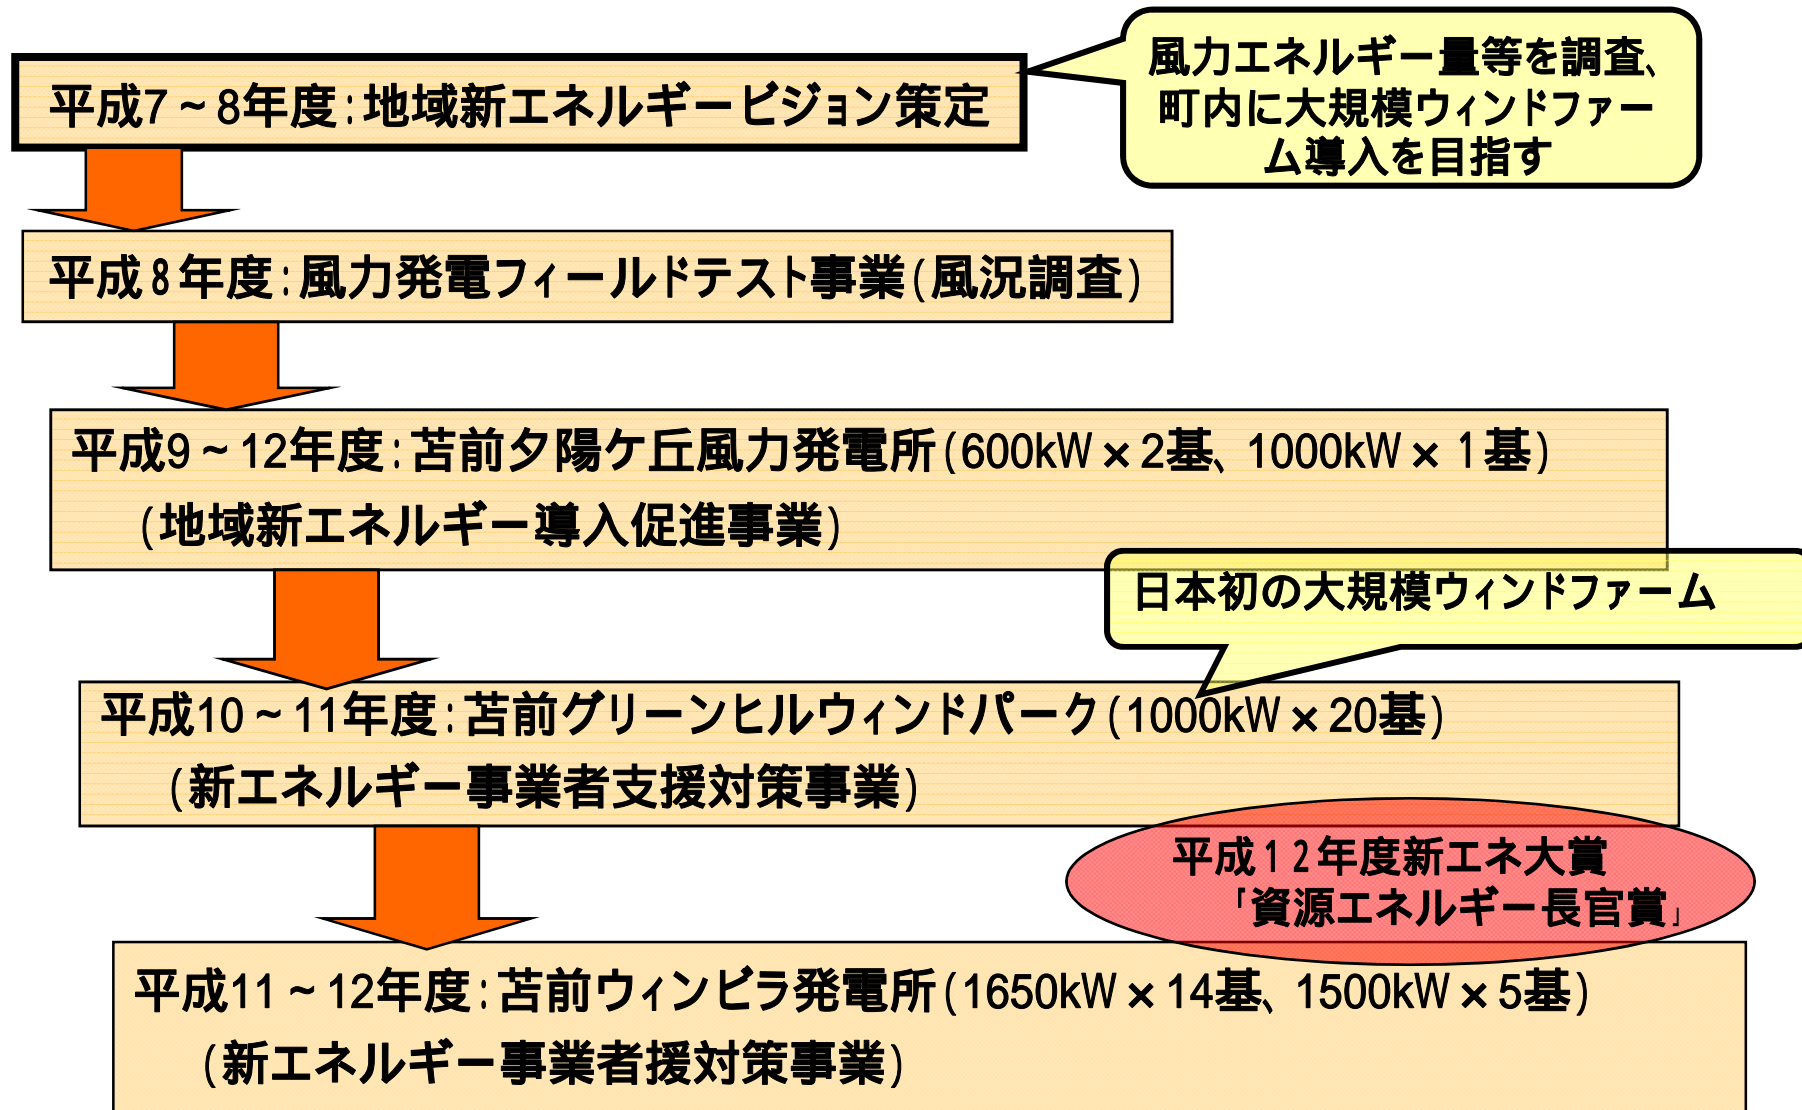 風力エネルギー量等を調査、
町内に大規模ウィンドファー
ム導入を目指す
平成7～8年度:地域新エネルギービジョン策定
平成8年度:風力発電フィールドテスト事業(風況調査)
平成9～12年度:苫前夕陽ケ丘風力発電所(600kW×2基、1000kW×1基)
(地域新エネルギー導入促進事業)
日本初の大規模ウィンドファーム
平成10～11年度:苫前グリーンヒルウィンドパーク(1000kW×20基)
(新エネルギー事業者支援対策事業)
平成12年度新エネ大賞
「資源エネルギー長官賞」
平成11～12年度:苫前ウィンビラ発電所(1650kW×14基、1500kW×5基)
(新エネルギー事業者援対策事業)